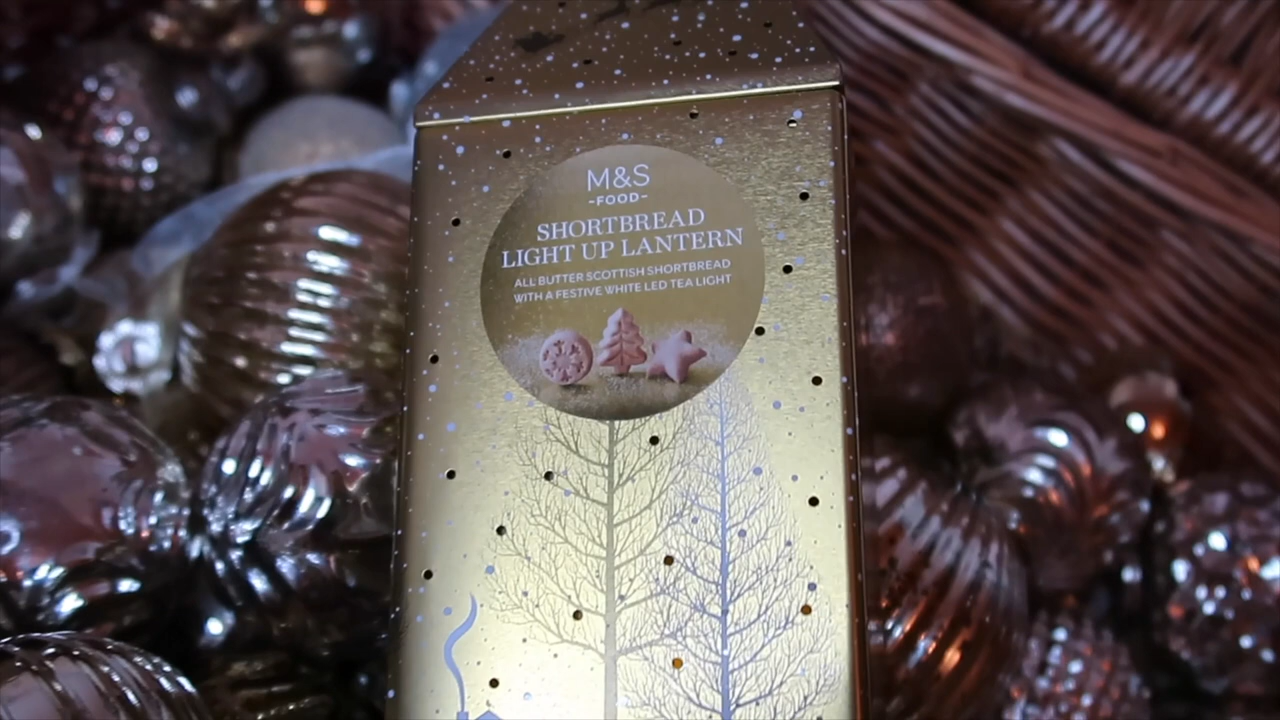 M&S
-FOOD-
SHORTBREAD
LIGHT UP LANTERN
ALL BUTTER SCOTTISH SHORTBREAD
WITH A FESTIVE WHITE LED TEA LIGHT